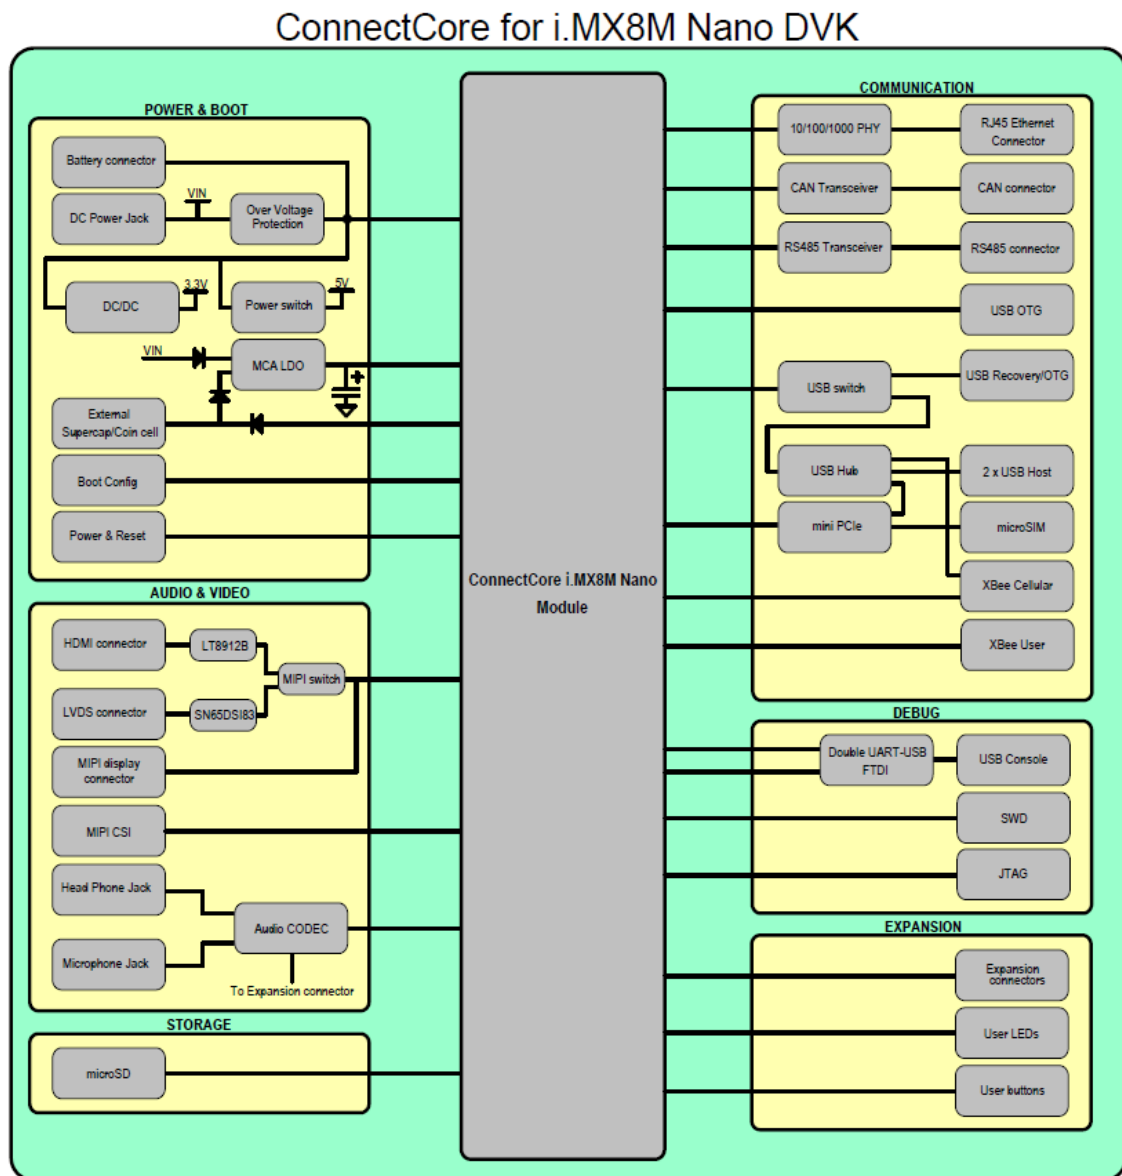 ConnectCore for i.MX8M Nano DVK
POWER & BOOT
Battery connector
DC Power Jack
VIN
Over Voltage
Protection
DC/DC
3.3V
Power switch
5V
VIN
MCA LDO
+
External
Supercap/Coin cell
Boot Config
Power & Reset
AUDIO & VIDEO
HDMI connector
LT8912B
MIPI switch
LVDS connector
SN65DSI83
MIPI display
connector
MIPI CSI
Head Phone Jack
Audio CODEC
Microphone Jack
To Expansion connector
STORAGE
microSD
ConnectCore i.MX8M Nano
Module
COMMUNICATION
10/100/1000 PHY
RJ45 Ethernet
Connector
CAN Transceiver
CAN connector
RS485 Transceiver
RS485 connector
USB OTG
USB switch
USB Recovery/OTG
USB Hub
2 x USB Host
mini PCIe
microSIM
XBee Cellular
XBee User
DEBUG
Double UART-USB
FTDI
USB Console
SWD
JTAG
EXPANSION
Expansion
connectors
User LEDs
User buttons